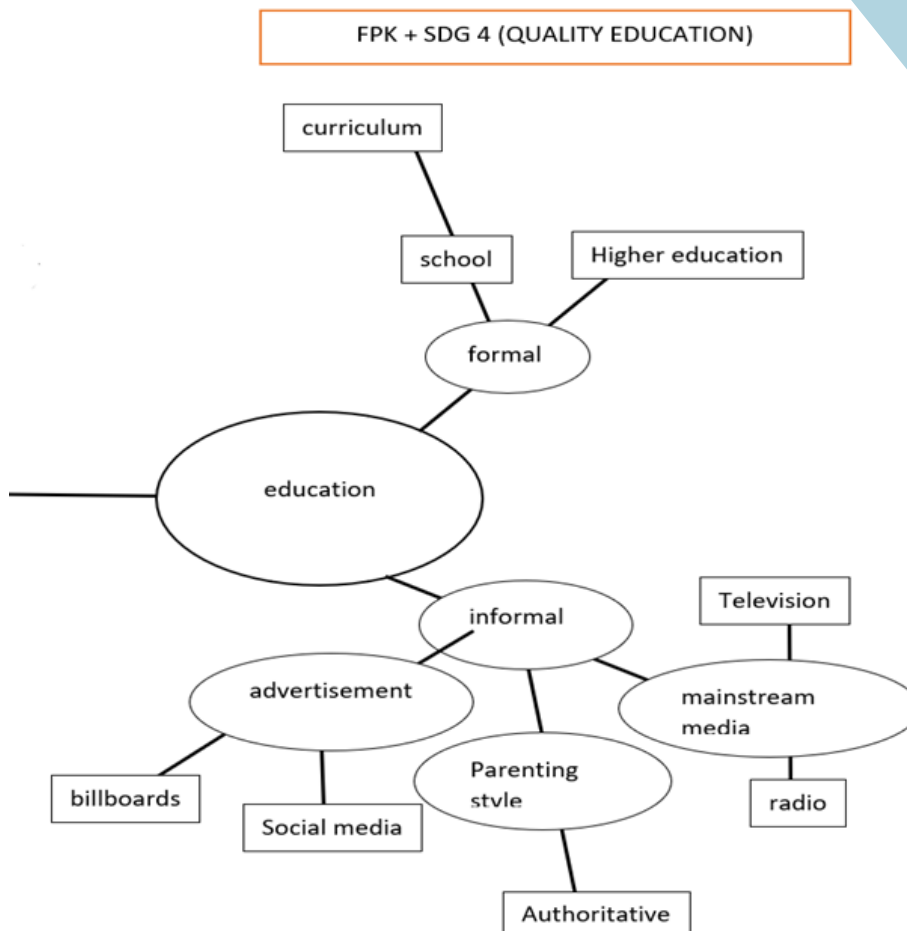 FPK + SDG 4 (QUALITY EDUCATION)
curriculum
school
Higher education
formal
education
informal
Television
advertisement
mainstream
media
Parenting
style
billboards
Social media
radio
Authoritative